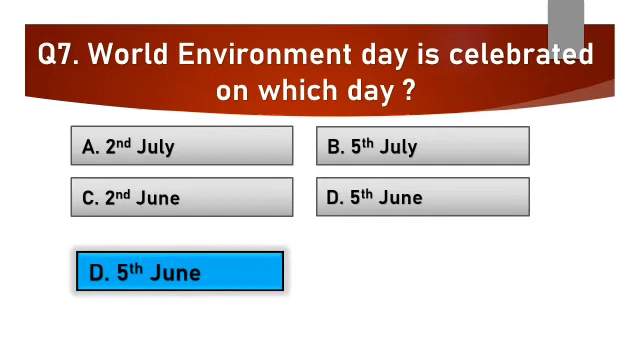 Q7. World Environment day is celebrated
on which day ?
A. 2nd July
B. 5th July
C. 2nd June
D. 5th June
D. 5th June